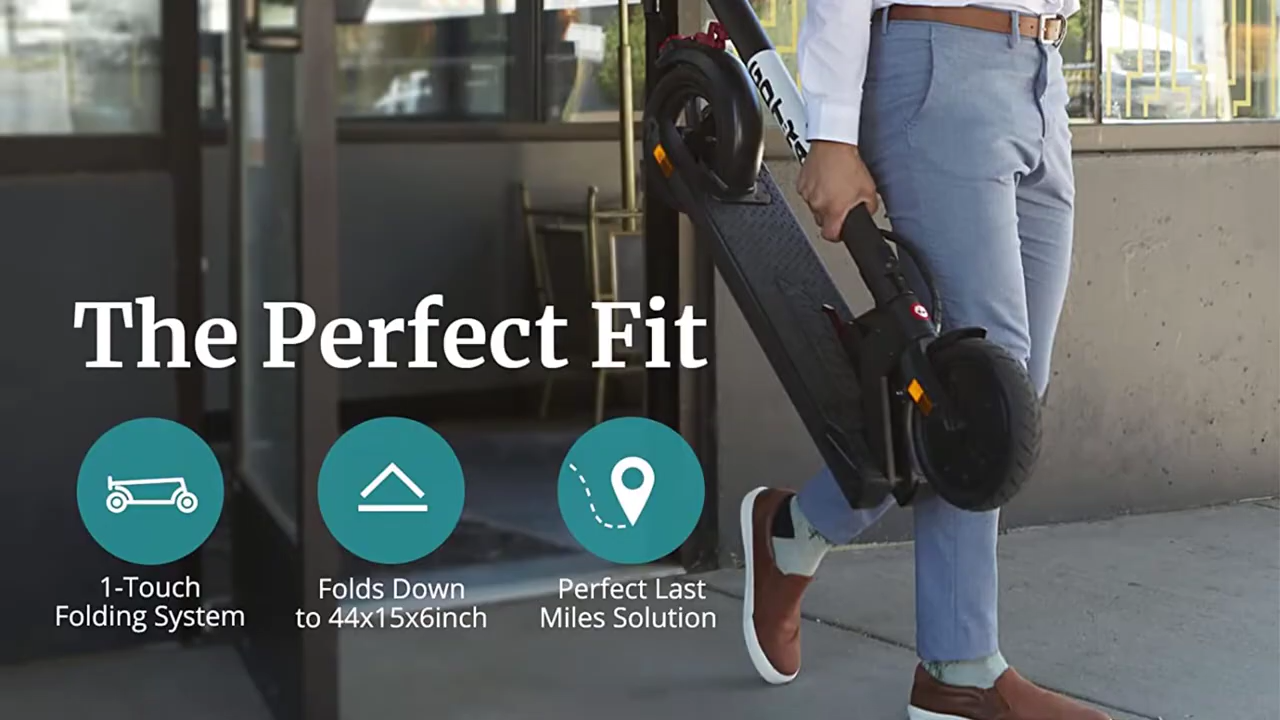 The Perfect Fit
1-Touch
Folding System
Folds Down
to 44x15x6inch
Perfect Last
Miles Solution